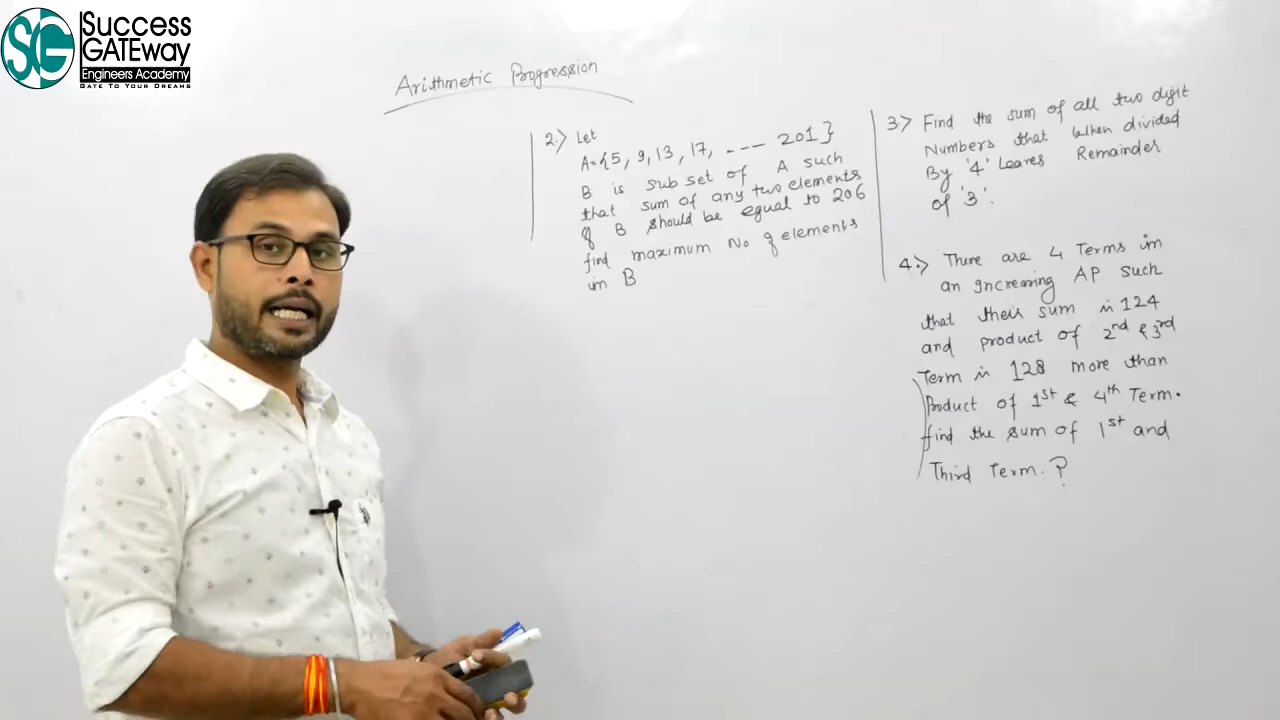 SG
Success
GATEway
Engineers Academy
GATE TO YOUR DREAMS
Arithmetic Progression
2.> Let
A={5, 9, 13, 17, --- 201}
B is sub set of A such
that sum of any two elements
of B should be equal to 206
find maximum No of elements
in B
3.> Find the sum of all two digit
Numbers that when divided
By '4' Leaves Remainder
of '3'.
4.> There are 4 Terms in
an Increasing AP such
that their sum is 124
and product of 2nd & 3rd
Term is 128 more than
Product of 1st & 4th Term.
find the sum of 1st and
Third Term.?